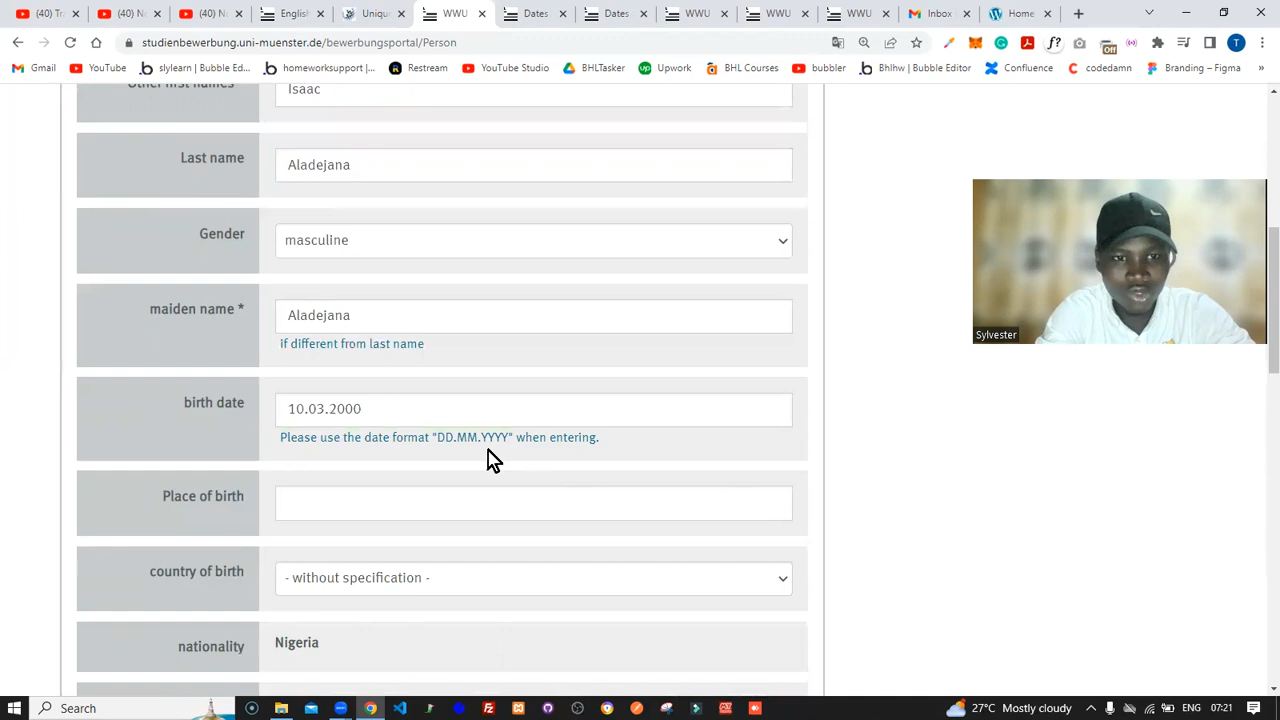 (40) Tr
(40) N
(40) N
English
Uniqu
WWU
Dates
Dates
WWU
WWU
WWU
Inbox
Home
studienbewerbung.uni-muenster.de/bewerbungsportal/Person
Gmail
YouTube
slylearn | Bubble Ed...
homeworksupport |...
Restream
YouTube Studio
BHLTasker
Upwork
BHL Courses
bubbler
Bhlhw | Bubble Editor
Confluence
codedamn
Branding – Figma
Other first names
Isaac
Last name
Aladejana
Gender
masculine
maiden name *
Aladejana
if different from last name
birth date
10.03.2000
Please use the date format "DD.MM.YYYY" when entering.
Place of birth
country of birth
- without specification -
nationality
Nigeria
Sylvester
Search
27°C Mostly cloudy
ENG
07:21